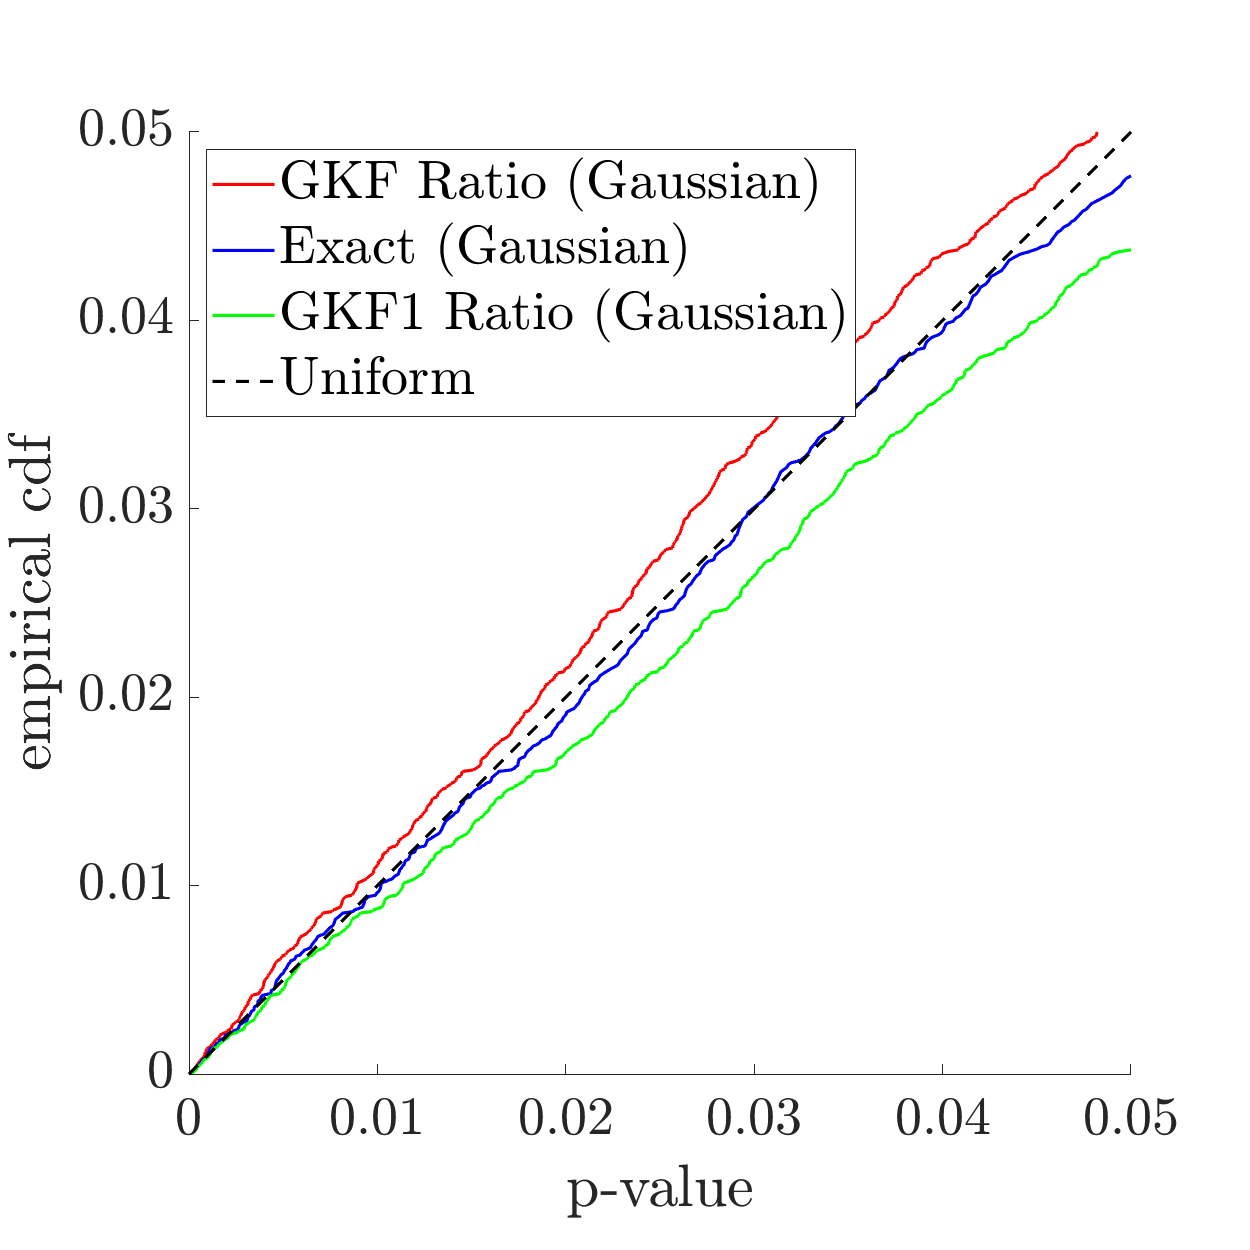 0.05
GKF Ratio (Gaussian)
Exact (Gaussian)
GKF1 Ratio (Gaussian)
Uniform
0.04
0.03
0.02
0.01
0
empirical cdf
0 0.01 0.02 0.03 0.04 0.05
p-value